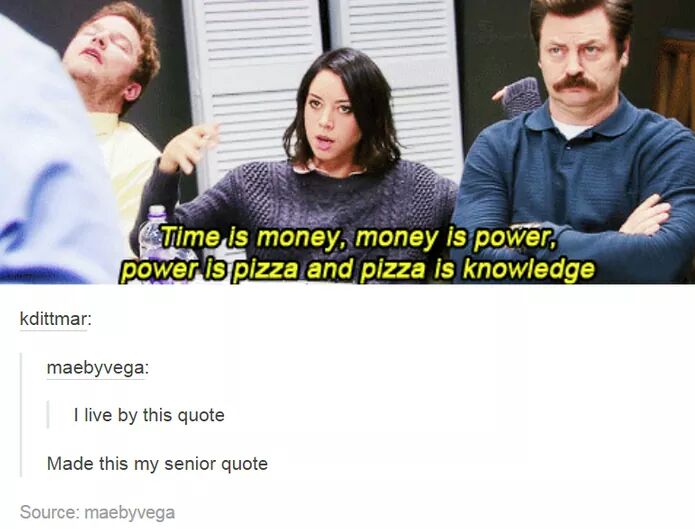 Time is money, money is power,
power is pizza and pizza is knowledge
kdittmar:
maebyvega:
I live by this quote
Made this my senior quote
Source: maebyvega